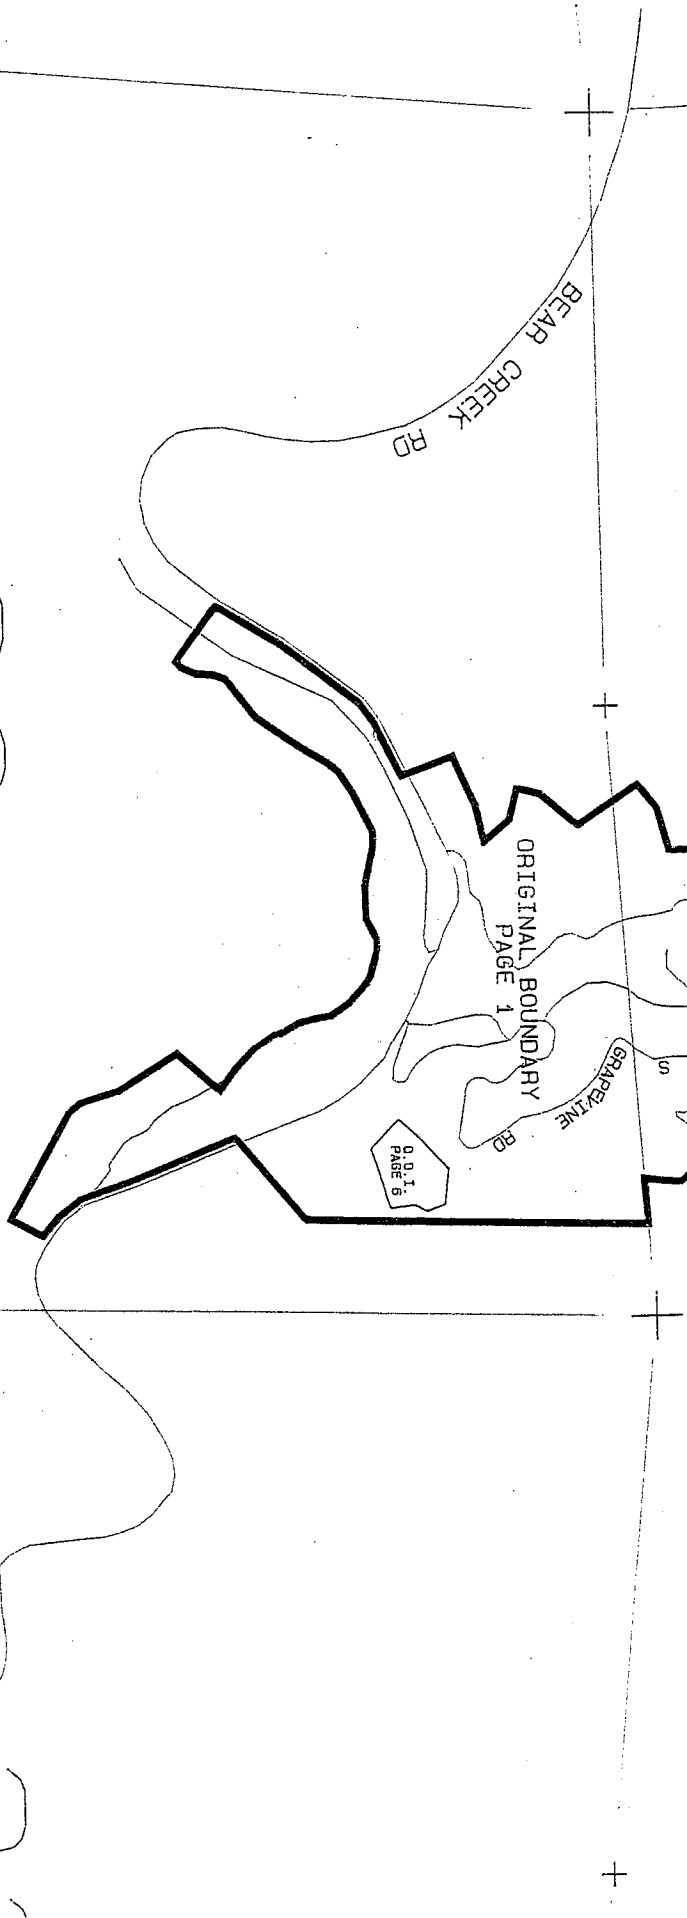 BEAR CREEK RD
ORIGINAL BOUNDARY
PAGE 1
S GRAPEVINE RD
O.D.I.
PAGE 6